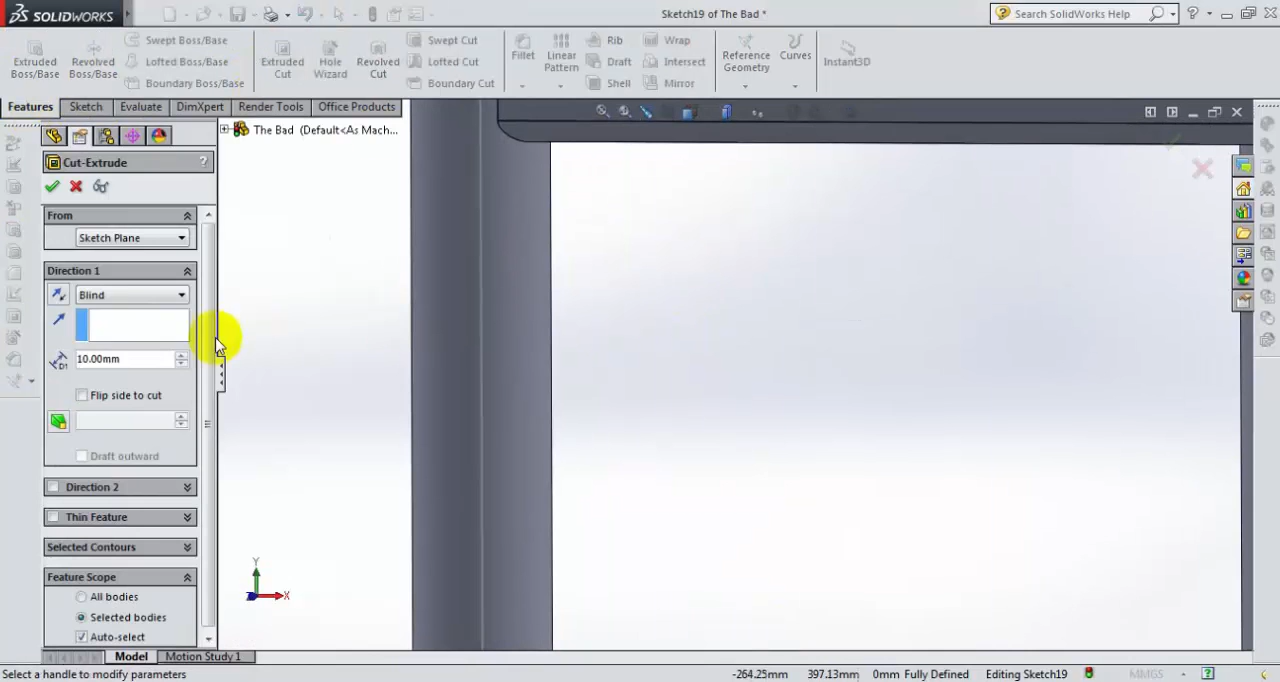 SOLIDWORKS
Sketch19 of The Bad *
Search SolidWorks Help
Extruded Boss/Base
Revolved Boss/Base
Swept Boss/Base
Lofted Boss/Base
Boundary Boss/Base
Extruded Cut
Hole Wizard
Revolved Cut
Swept Cut
Lofted Cut
Boundary Cut
Fillet
Linear Pattern
Rib
Draft
Shell
Wrap
Intersect
Mirror
Reference Geometry
Curves
Instant3D
Features
Sketch
Evaluate
DimXpert
Render Tools
Office Products
The Bad (Default<As Mach...
Cut-Extrude
?
From
Sketch Plane
Direction 1
Blind
D1
10.00mm
Flip side to cut
Draft outward
Direction 2
Thin Feature
Selected Contours
Feature Scope
All bodies
Selected bodies
Auto-select
Y
Z
X
Model
Motion Study 1
Select a handle to modify parameters
-264.25mm
397.13mm
0mm
Fully Defined
Editing Sketch19
MMGS
?